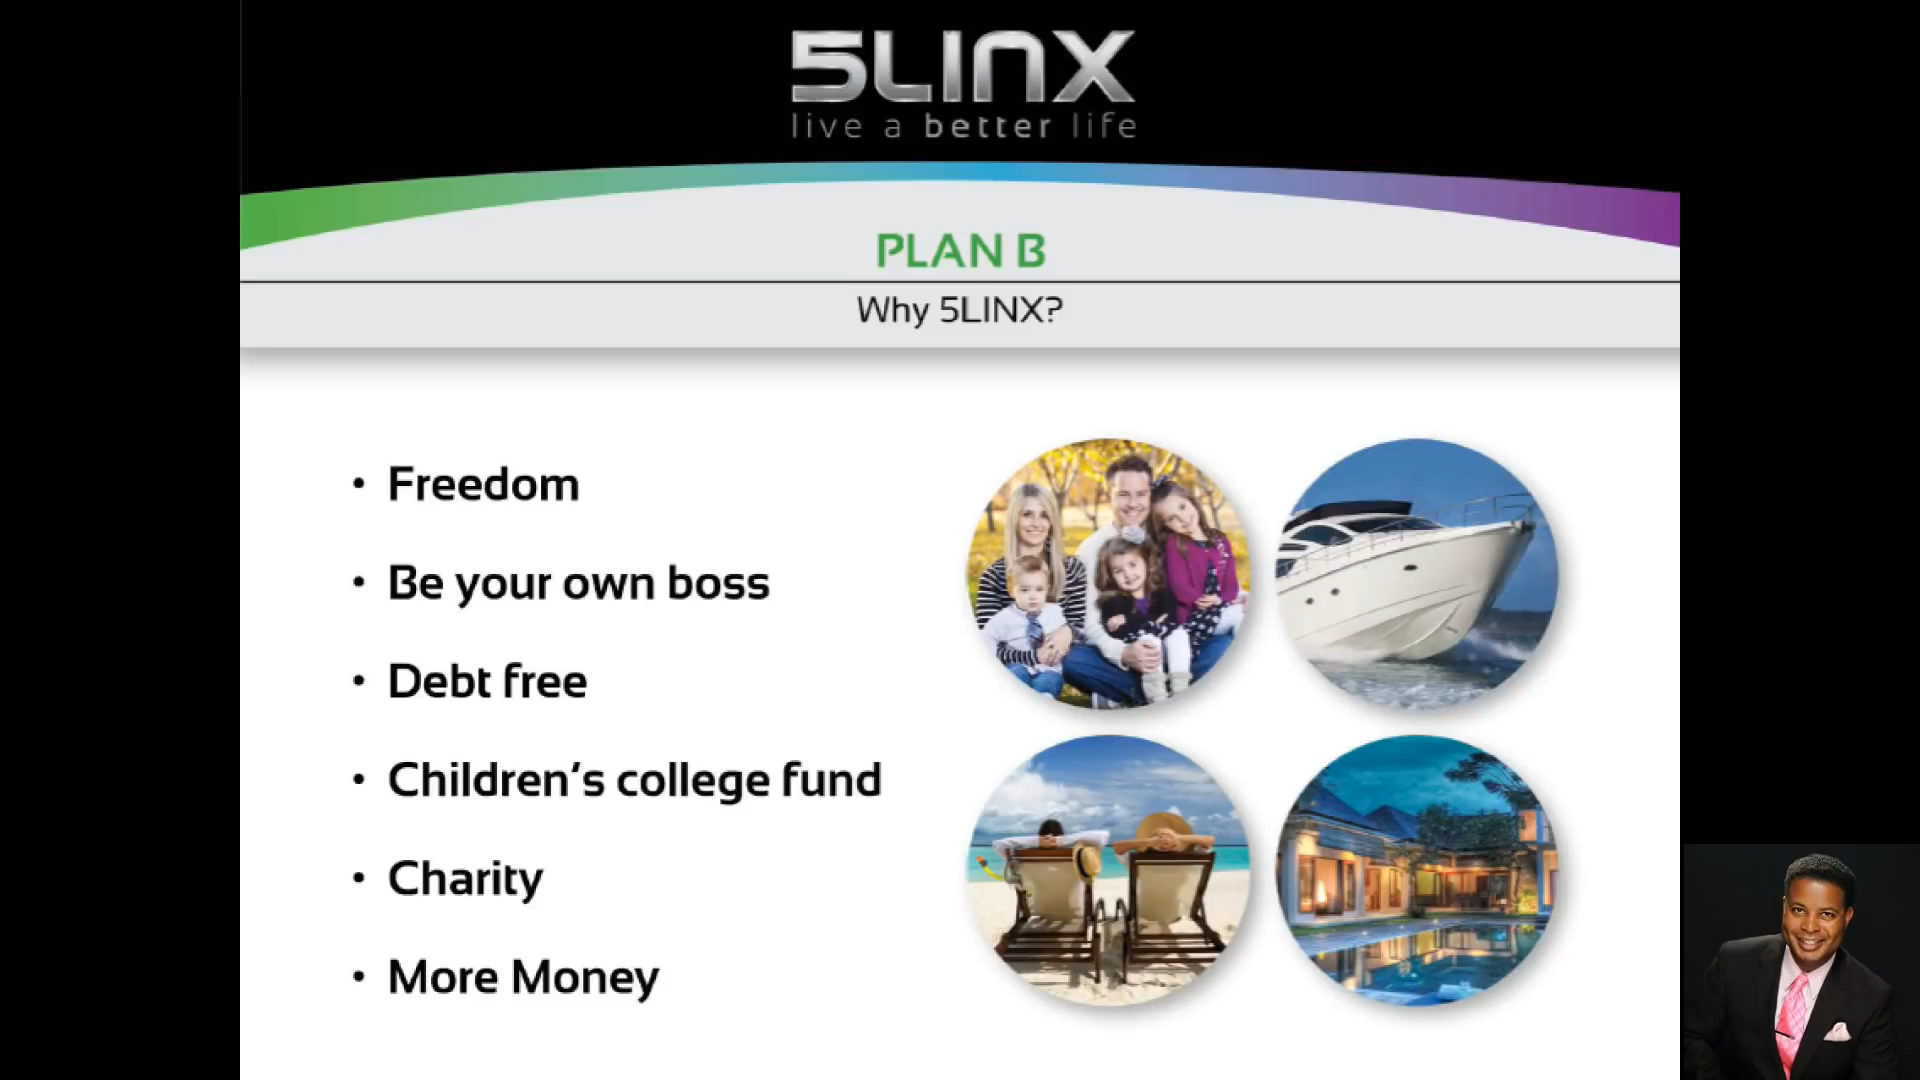 5LINX
live a better life
PLAN B
Why 5LINX?
• Freedom
• Be your own boss
• Debt free
• Children's college fund
• Charity
• More Money